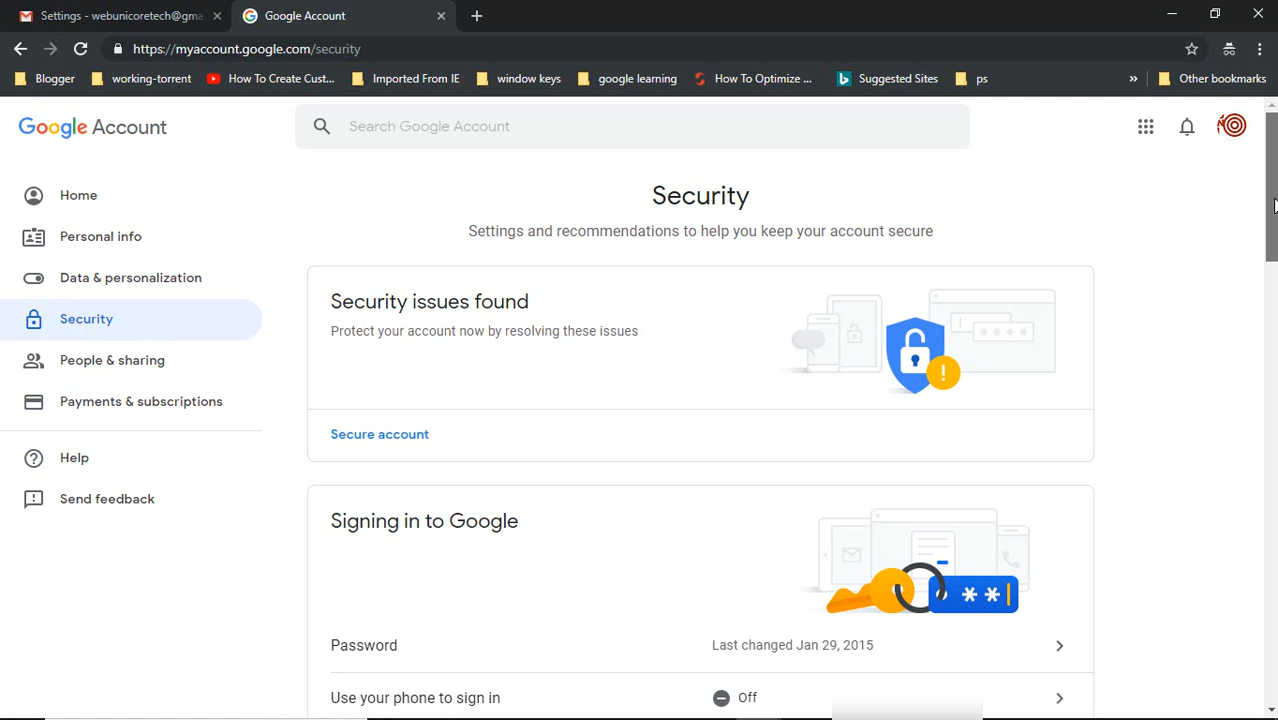 Settings - webunicoretech@gma
Google Account
https://myaccount.google.com/security
Blogger
working-torrent
How To Create Cust...
Imported From IE
window keys
google learning
How To Optimize ...
Suggested Sites
ps
»
Other bookmarks
Google Account
Search Google Account
Home
Personal info
Data & personalization
Security
People & sharing
Payments & subscriptions
Help
Send feedback
Security
Settings and recommendations to help you keep your account secure
Security issues found
Protect your account now by resolving these issues
Secure account
Signing in to Google
Password
Last changed Jan 29, 2015
Use your phone to sign in
Off